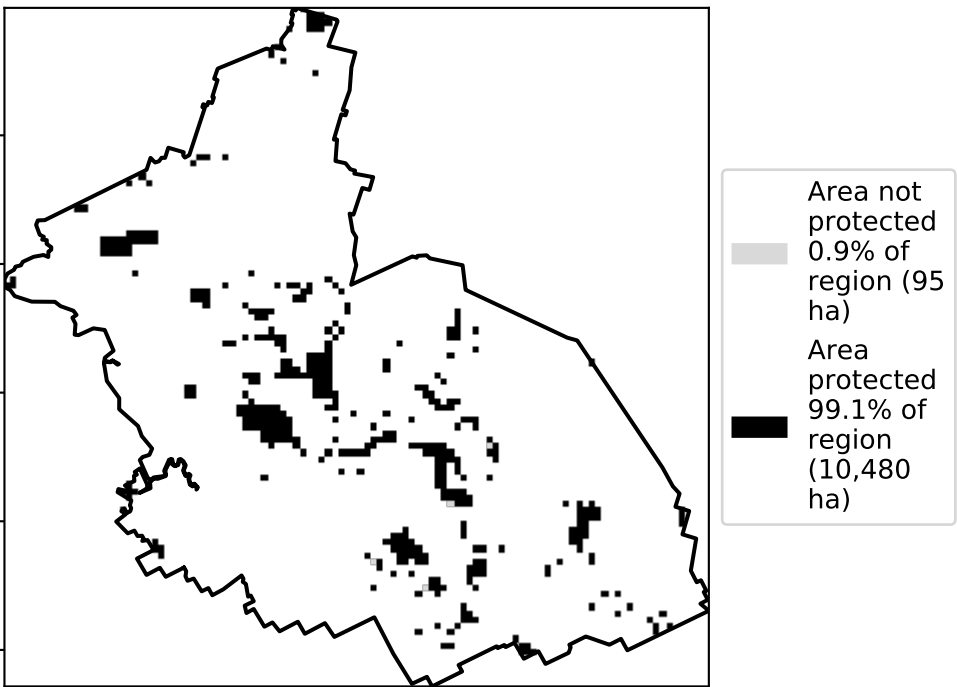 Area not
protected
0.9% of
region (95
ha)
Area
protected
99.1% of
region
(10,480
ha)